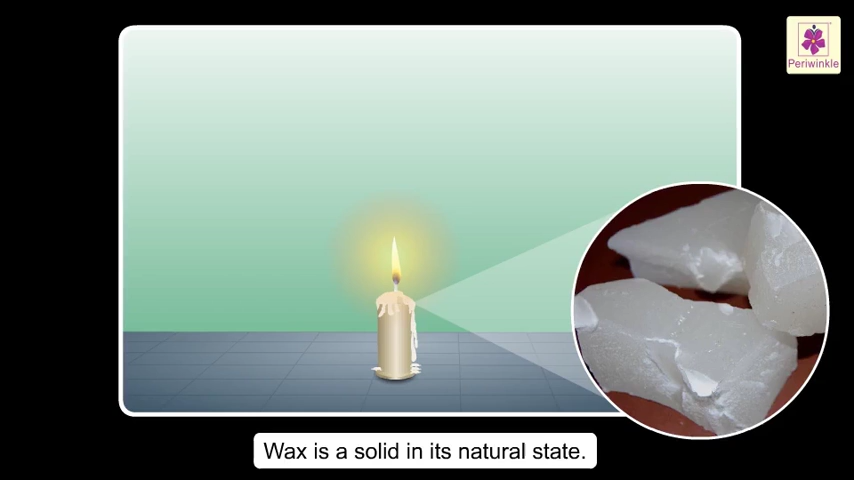 Periwinkle
Wax is a solid in its natural state.